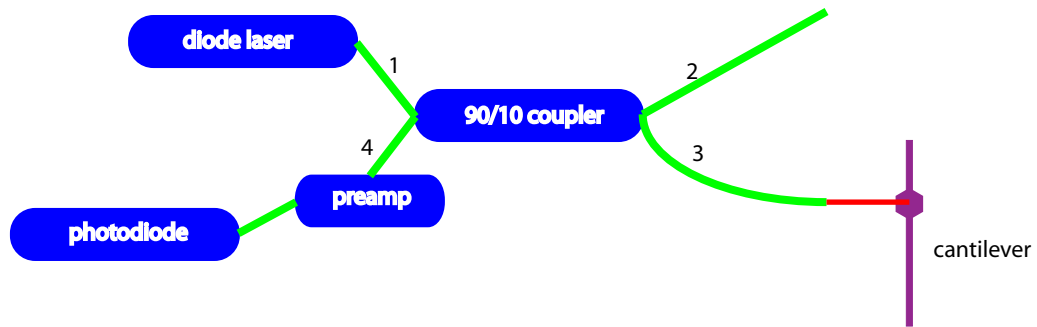 diode laser
1
2
90/10 coupler
4
3
preamp
photodiode
cantilever